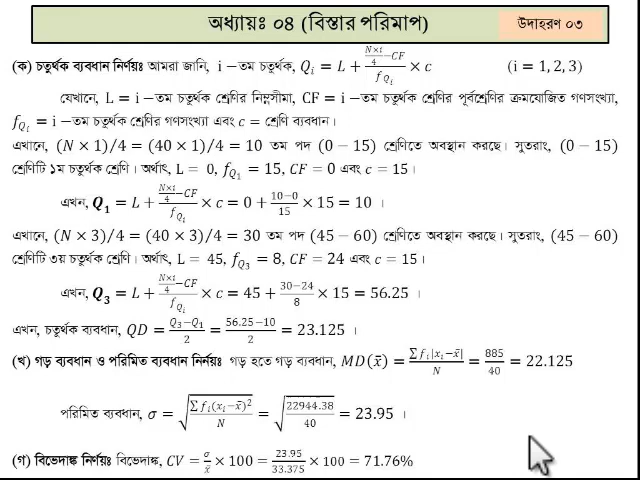 অধ্যায়ঃ ০৪ (বিস্তার পরিমাপ)
উদাহরণ ০৩
(ক) চতুর্থক ব্যবধান নির্ণয়ঃ আমরা জানি, i −তম চতুর্থক, Q_i = L + ((N×i)/4 − CF)/f_{Q_i} × c (i = 1, 2, 3)
যেখানে, L = i −তম চতুর্থক শ্রেণির নিম্নসীমা, CF = i −তম চতুর্থক শ্রেণির পূর্বশ্রেণির ক্রমযোজিত গণসংখ্যা,
f_{Q_i} = i −তম চতুর্থক শ্রেণির গণসংখ্যা এবং c = শ্রেণি ব্যবধান।
এখানে, (N × 1)/4 = (40 × 1)/4 = 10 তম পদ (0 − 15) শ্রেণিতে অবস্থান করছে। সুতরাং, (0 − 15)
শ্রেণিটি ১ম চতুর্থক শ্রেণি। অর্থাৎ, L = 0, f_{Q_1} = 15, CF = 0 এবং c = 15।
এখন, Q_1 = L + ((N×i)/4 − CF)/f_{Q_i} × c = 0 + (10−0)/15 × 15 = 10 ।
এখানে, (N × 3)/4 = (40 × 3)/4 = 30 তম পদ (45 − 60) শ্রেণিতে অবস্থান করছে। সুতরাং, (45 − 60)
শ্রেণিটি ৩য় চতুর্থক শ্রেণি। অর্থাৎ, L = 45, f_{Q_3} = 8, CF = 24 এবং c = 15।
এখন, Q_3 = L + ((N×i)/4 − CF)/f_{Q_i} × c = 45 + (30−24)/8 × 15 = 56.25 ।
এখন, চতুর্থক ব্যবধান, QD = (Q_3−Q_1)/2 = (56.25−10)/2 = 23.125 ।
(খ) গড় ব্যবধান ও পরিমিত ব্যবধান নির্নয়ঃ গড় হতে গড় ব্যবধান, MD(x̄) = (∑f_i|x_i−x̄|)/N = 885/40 = 22.125
পরিমিত ব্যবধান, σ = √((∑f_i(x_i−x̄)²)/N) = √(22944.38/40) = 23.95 ।
(গ) বিভেদাঙ্ক নির্ণয়ঃ বিভেদাঙ্ক, CV = σ/x̄ × 100 = 23.95/33.375 × 100 = 71.76%